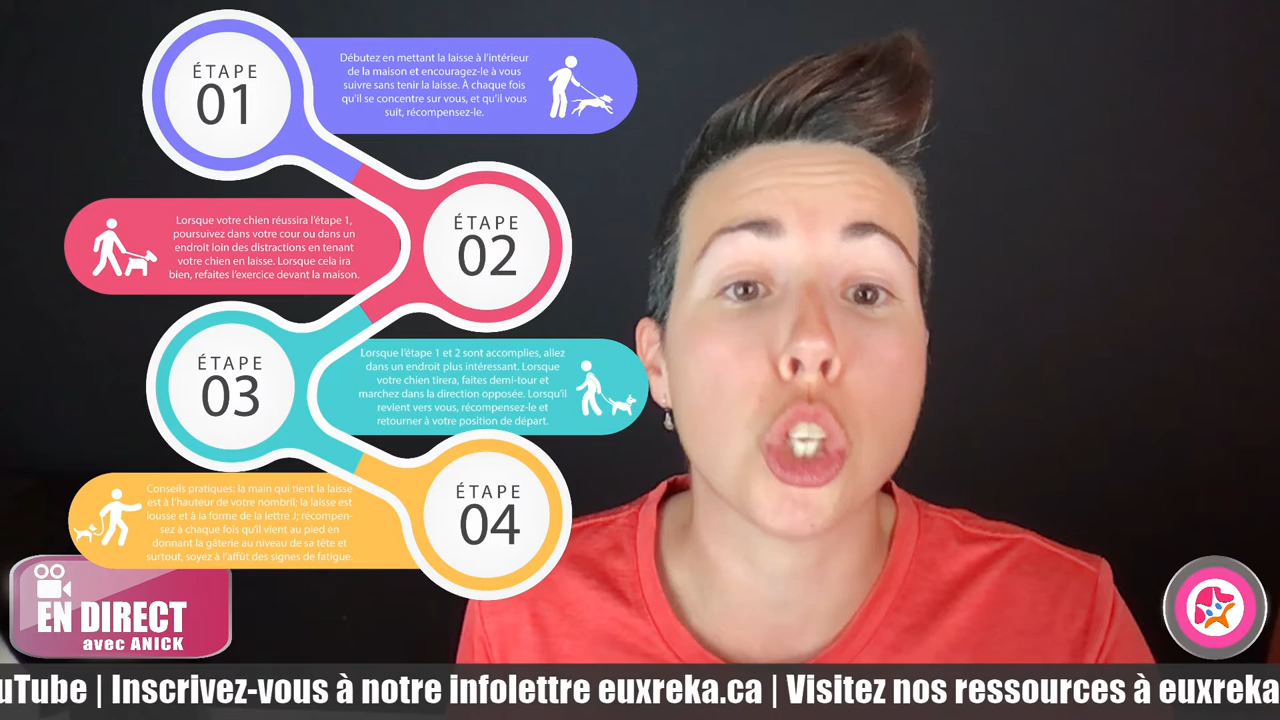 ÉTAPE
01
Débutez en mettant la laisse à l'intérieur
de la maison et encouragez-le à vous
suivre sans tenir la laisse. À chaque fois
qu'il se concentre sur vous, et qu'il vous
suit, récompensez-le.
Lorsque votre chien réussira l'étape 1,
poursuivez dans votre cour ou dans un
endroit loin des distractions en tenant
votre chien en laisse. Lorsque cela ira
bien, refaites l'exercice devant la maison.
ÉTAPE
02
ÉTAPE
03
Lorsque l'étape 1 et 2 sont accomplies, allez
dans un endroit plus intéressant. Lorsque
votre chien tirera, faites demi-tour et
marchez dans la direction opposée. Lorsqu'il
revient vers vous, récompensez-le et
retourner à votre position de départ.
Conseils pratiques: la main qui tient la laisse
est à l'hauteur de votre nombril; la laisse est
lousse et à la forme de la lettre J; récompen-
sez à chaque fois qu'il vient au pied en
donnant la gâterie au niveau de sa tête et
surtout, soyez à l'affût des signes de fatigue.
ÉTAPE
04
EN DIRECT
avec ANICK
uTube | Inscrivez-vous à notre infolettre euxreka.ca | Visitez nos ressources à euxreka